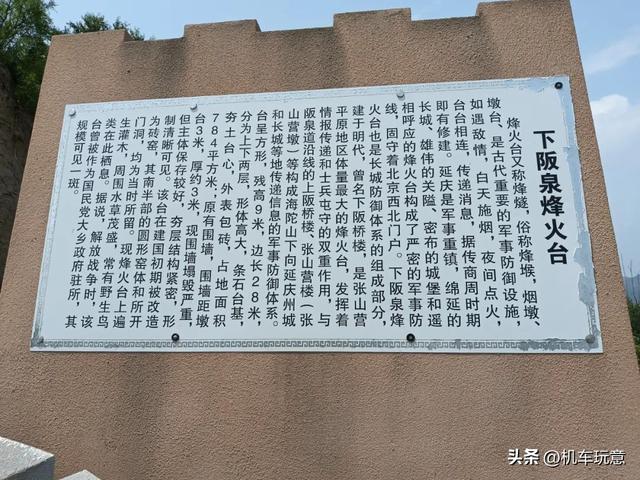 下阪泉烽火台
烽火台又称烽燧，俗称烽堠，烟墩、
墩台，是古代重要的军事防御设施，
如遇敌情，白天施烟，夜间点火，
台台相连，传递消息，据传商周时期
即有修建。延庆是军事重镇，绵延的
长城、雄伟的关隘、密布的城堡和遥
相呼应的烽火台构成了严密的军事防
线，固守着北京西北门户。下阪泉烽
火台也是长城防御体系的组成部分，
建于明代，曾名下阪桥楼，是张山营
平原地区体量最大的烽火台，发挥着
情报传递和士兵屯守的双重作用，与
阪泉道沿线的上阪桥楼、张山营楼（张
山营墩）等构成海陀山下向延庆州城
和长城等地传递信息的军事防御体系。
台呈方形，残高9米，边长28米，
分为上下两层，形体高大，条石台基，
夯土台心，外表包砖，占地面积
784平方米；原有围墙，围墙距墩
台3米，厚约3米，现围墙塌毁严重，
但主体保存较好，夯层结构紧密，形
制清晰可见。该台在建国初期被改造
为砖窑，其南半部的圆形窑体和所开
门洞，均为当时所留。现烽火台上遍
生灌木，周围水草茂盛，常有野生鸟
类在此栖息。据说，解放战争时，该
台曾被作为国民党大乡政府驻所，其
规模可见一斑。
头条 @机车玩意